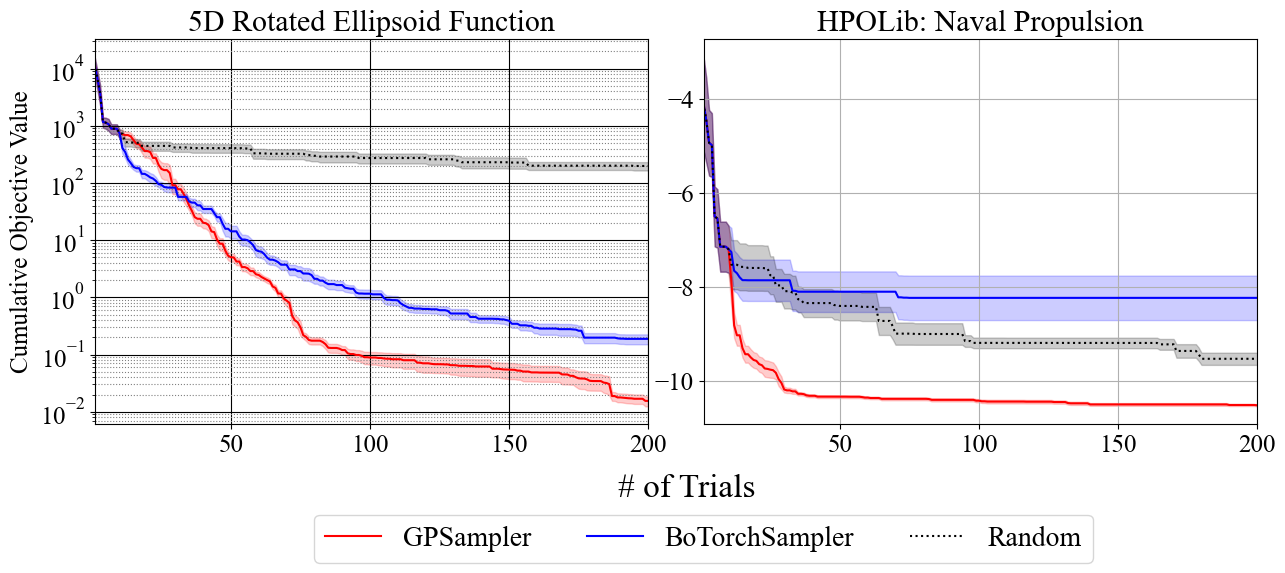 5D Rotated Ellipsoid Function
HPOLib: Naval Propulsion
Cumulative Objective Value
10^4
10^3
10^2
10^1
10^0
10^−1
10^−2
50
100
150
200
−4
−6
−8
−10
50
100
150
200
# of Trials
GPSampler
BoTorchSampler
Random